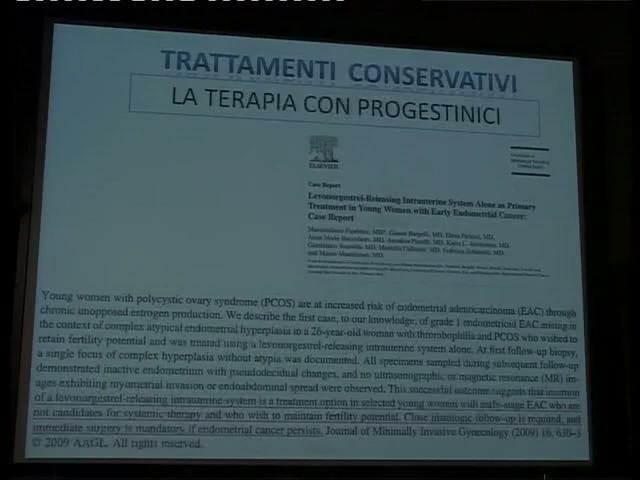 TRATTAMENTI CONSERVATIVI
LA TERAPIA CON PROGESTINICI
ELSEVIER
Case Report
Levonorgestrel-Releasing Intrauterine System Alone as Primary
Treatment in Young Women with Early Endometrial Cancer:
Case Report
Young women with polycystic ovary syndrome (PCOS) are at increased risk of endometrial adenocarcinoma (EAC) through
chronic unopposed estrogen production. We describe the first case, to our knowledge, of grade 1 endometrioid EAC arising in
the context of complex atypical endometrial hyperplasia in a 26-year-old woman with thrombophilia and PCOS who wished to
retain fertility potential and was treated using a levonorgestrel-releasing intrauterine system alone. At first follow-up biopsy,
a single focus of complex hyperplasia without atypia was documented. All specimens sampled during subsequent follow-up
demonstrated inactive endometrium with pseudodecidual changes, and no ultrasonographic or magnetic resonance (MR) im-
ages exhibiting myometrial invasion or endoabdominal spread were observed. This successful outcome suggests that insertion
of a levonorgestrel-releasing intrauterine system is a treatment option in selected young women with early-stage EAC who are
not candidates for systemic therapy and who wish to maintain fertility potential. Close histologic follow-up is required, and
immediate surgery is mandatory if endometrial cancer persists. Journal of Minimally Invasive Gynecology (2009) 16,
© 2009 AAGL. All rights reserved.